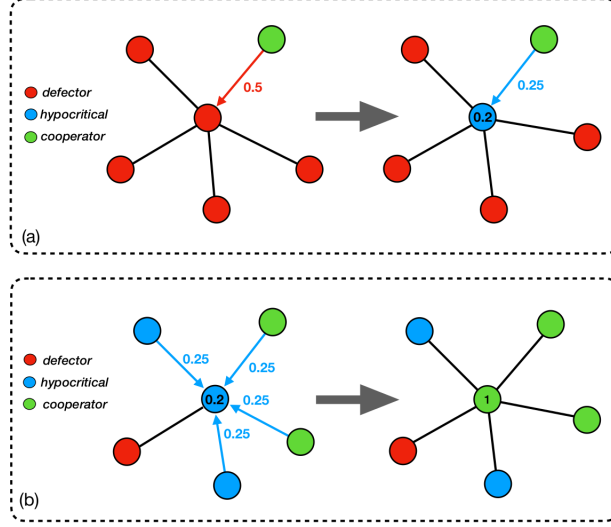 defector
hypocritical
cooperator
0.5
0.2
0.25
(a)
defector
hypocritical
cooperator
0.25
0.25
0.2
0.25
0.25
1
(b)